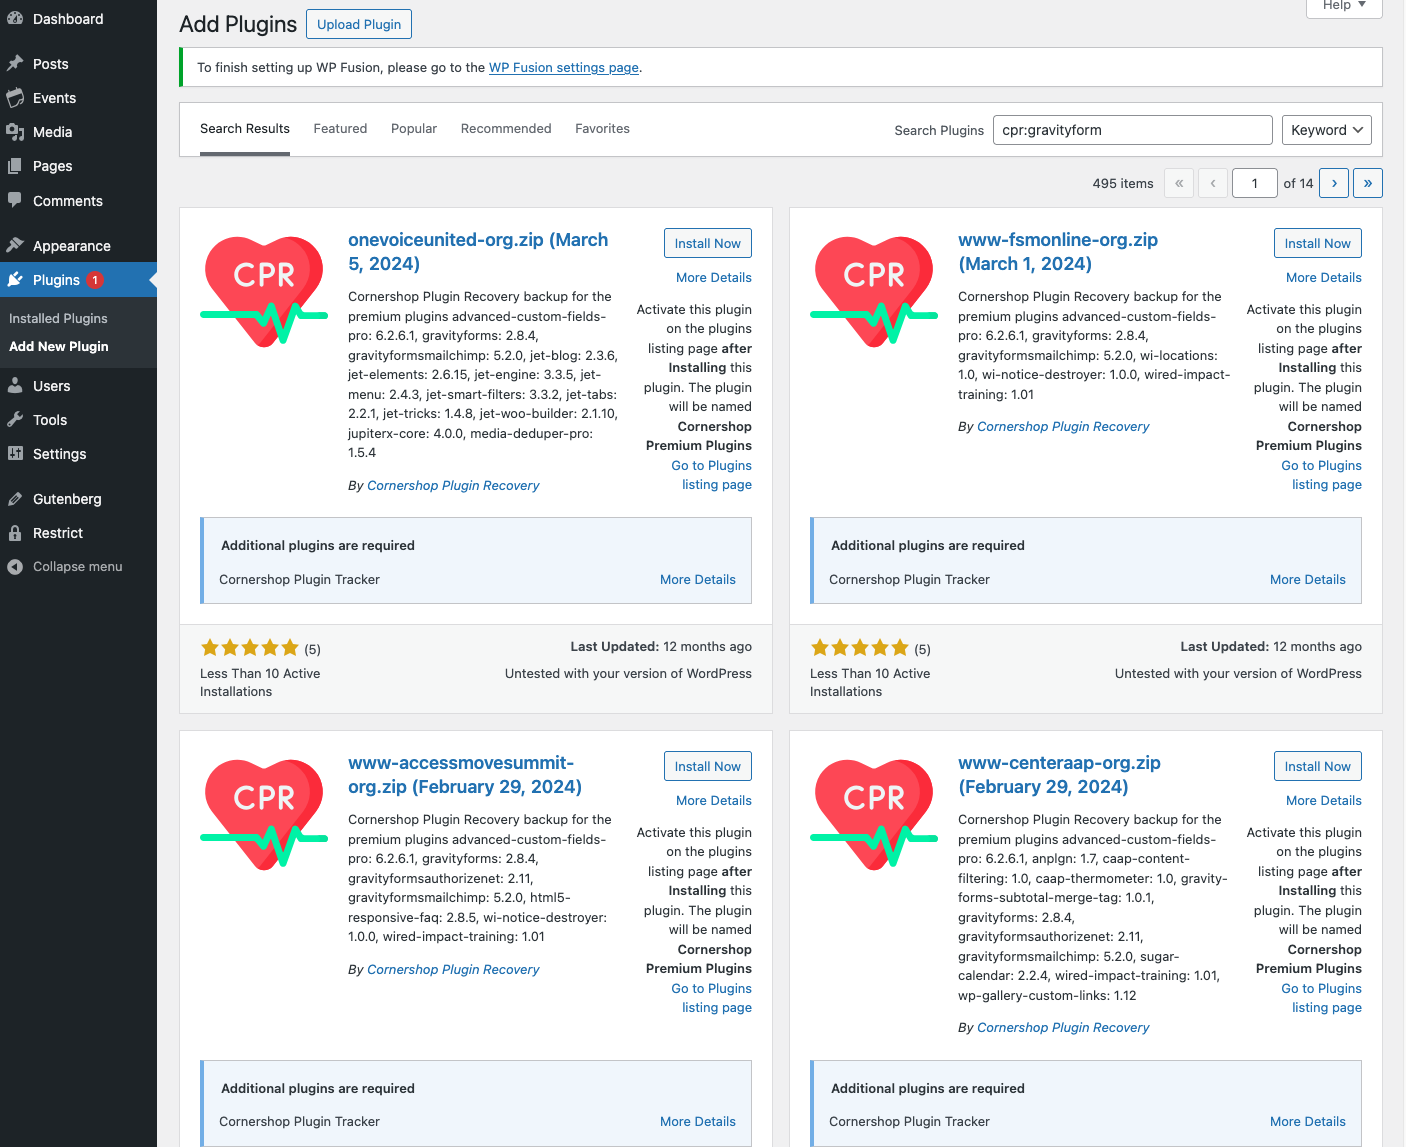 Dashboard
Posts
Events
Media
Pages
Comments
Appearance
Plugins 1
Installed Plugins
Add New Plugin
Users
Tools
Settings
Gutenberg
Restrict
Collapse menu
Help
Add Plugins Upload Plugin
To finish setting up WP Fusion, please go to the WP Fusion settings page.
Search Results Featured Popular Recommended Favorites Search Plugins cpr:gravityform Keyword
495 items « ‹ 1 of 14 › »
CPR
onevoiceunited-org.zip (March
5, 2024)
Cornershop Plugin Recovery backup for the
premium plugins advanced-custom-fields-
pro: 6.2.6.1, gravityforms: 2.8.4,
gravityformsmailchimp: 5.2.0, jet-blog: 2.3.6,
jet-elements: 2.6.15, jet-engine: 3.3.5, jet-
menu: 2.4.3, jet-smart-filters: 3.3.2, jet-tabs:
2.2.1, jet-tricks: 1.4.8, jet-woo-builder: 2.1.10,
jupiterx-core: 4.0.0, media-deduper-pro:
1.5.4
By Cornershop Plugin Recovery
Install Now
More Details
Activate this plugin
on the plugins
listing page after
Installing this
plugin. The plugin
will be named
Cornershop
Premium Plugins
Go to Plugins
listing page
Additional plugins are required
Cornershop Plugin Tracker More Details
(5)
Less Than 10 Active
Installations
Last Updated: 12 months ago
Untested with your version of WordPress
CPR
www-fsmonline-org.zip
(March 1, 2024)
Cornershop Plugin Recovery backup for the
premium plugins advanced-custom-fields-
pro: 6.2.6.1, gravityforms: 2.8.4,
gravityformsmailchimp: 5.2.0, wi-locations:
1.0, wi-notice-destroyer: 1.0.0, wired-impact-
training: 1.01
By Cornershop Plugin Recovery
Install Now
More Details
Activate this plugin
on the plugins
listing page after
Installing this
plugin. The plugin
will be named
Cornershop
Premium Plugins
Go to Plugins
listing page
Additional plugins are required
Cornershop Plugin Tracker More Details
(5)
Less Than 10 Active
Installations
Last Updated: 12 months ago
Untested with your version of WordPress
CPR
www-accessmovesummit-
org.zip (February 29, 2024)
Cornershop Plugin Recovery backup for the
premium plugins advanced-custom-fields-
pro: 6.2.6.1, gravityforms: 2.8.4,
gravityformsauthorizenet: 2.11,
gravityformsmailchimp: 5.2.0, html5-
responsive-faq: 2.8.5, wi-notice-destroyer:
1.0.0, wired-impact-training: 1.01
By Cornershop Plugin Recovery
Install Now
More Details
Activate this plugin
on the plugins
listing page after
Installing this
plugin. The plugin
will be named
Cornershop
Premium Plugins
Go to Plugins
listing page
Additional plugins are required
Cornershop Plugin Tracker More Details
CPR
www-centeraap-org.zip
(February 29, 2024)
Cornershop Plugin Recovery backup for the
premium plugins advanced-custom-fields-
pro: 6.2.6.1, anplgn: 1.7, caap-content-
filtering: 1.0, caap-thermometer: 1.0, gravity-
forms-subtotal-merge-tag: 1.0.1,
gravityforms: 2.8.4,
gravityformsauthorizenet: 2.11,
gravityformsmailchimp: 5.2.0, sugar-
calendar: 2.2.4, wired-impact-training: 1.01,
wp-gallery-custom-links: 1.12
By Cornershop Plugin Recovery
Install Now
More Details
Activate this plugin
on the plugins
listing page after
Installing this
plugin. The plugin
will be named
Cornershop
Premium Plugins
Go to Plugins
listing page
Additional plugins are required
Cornershop Plugin Tracker More Details